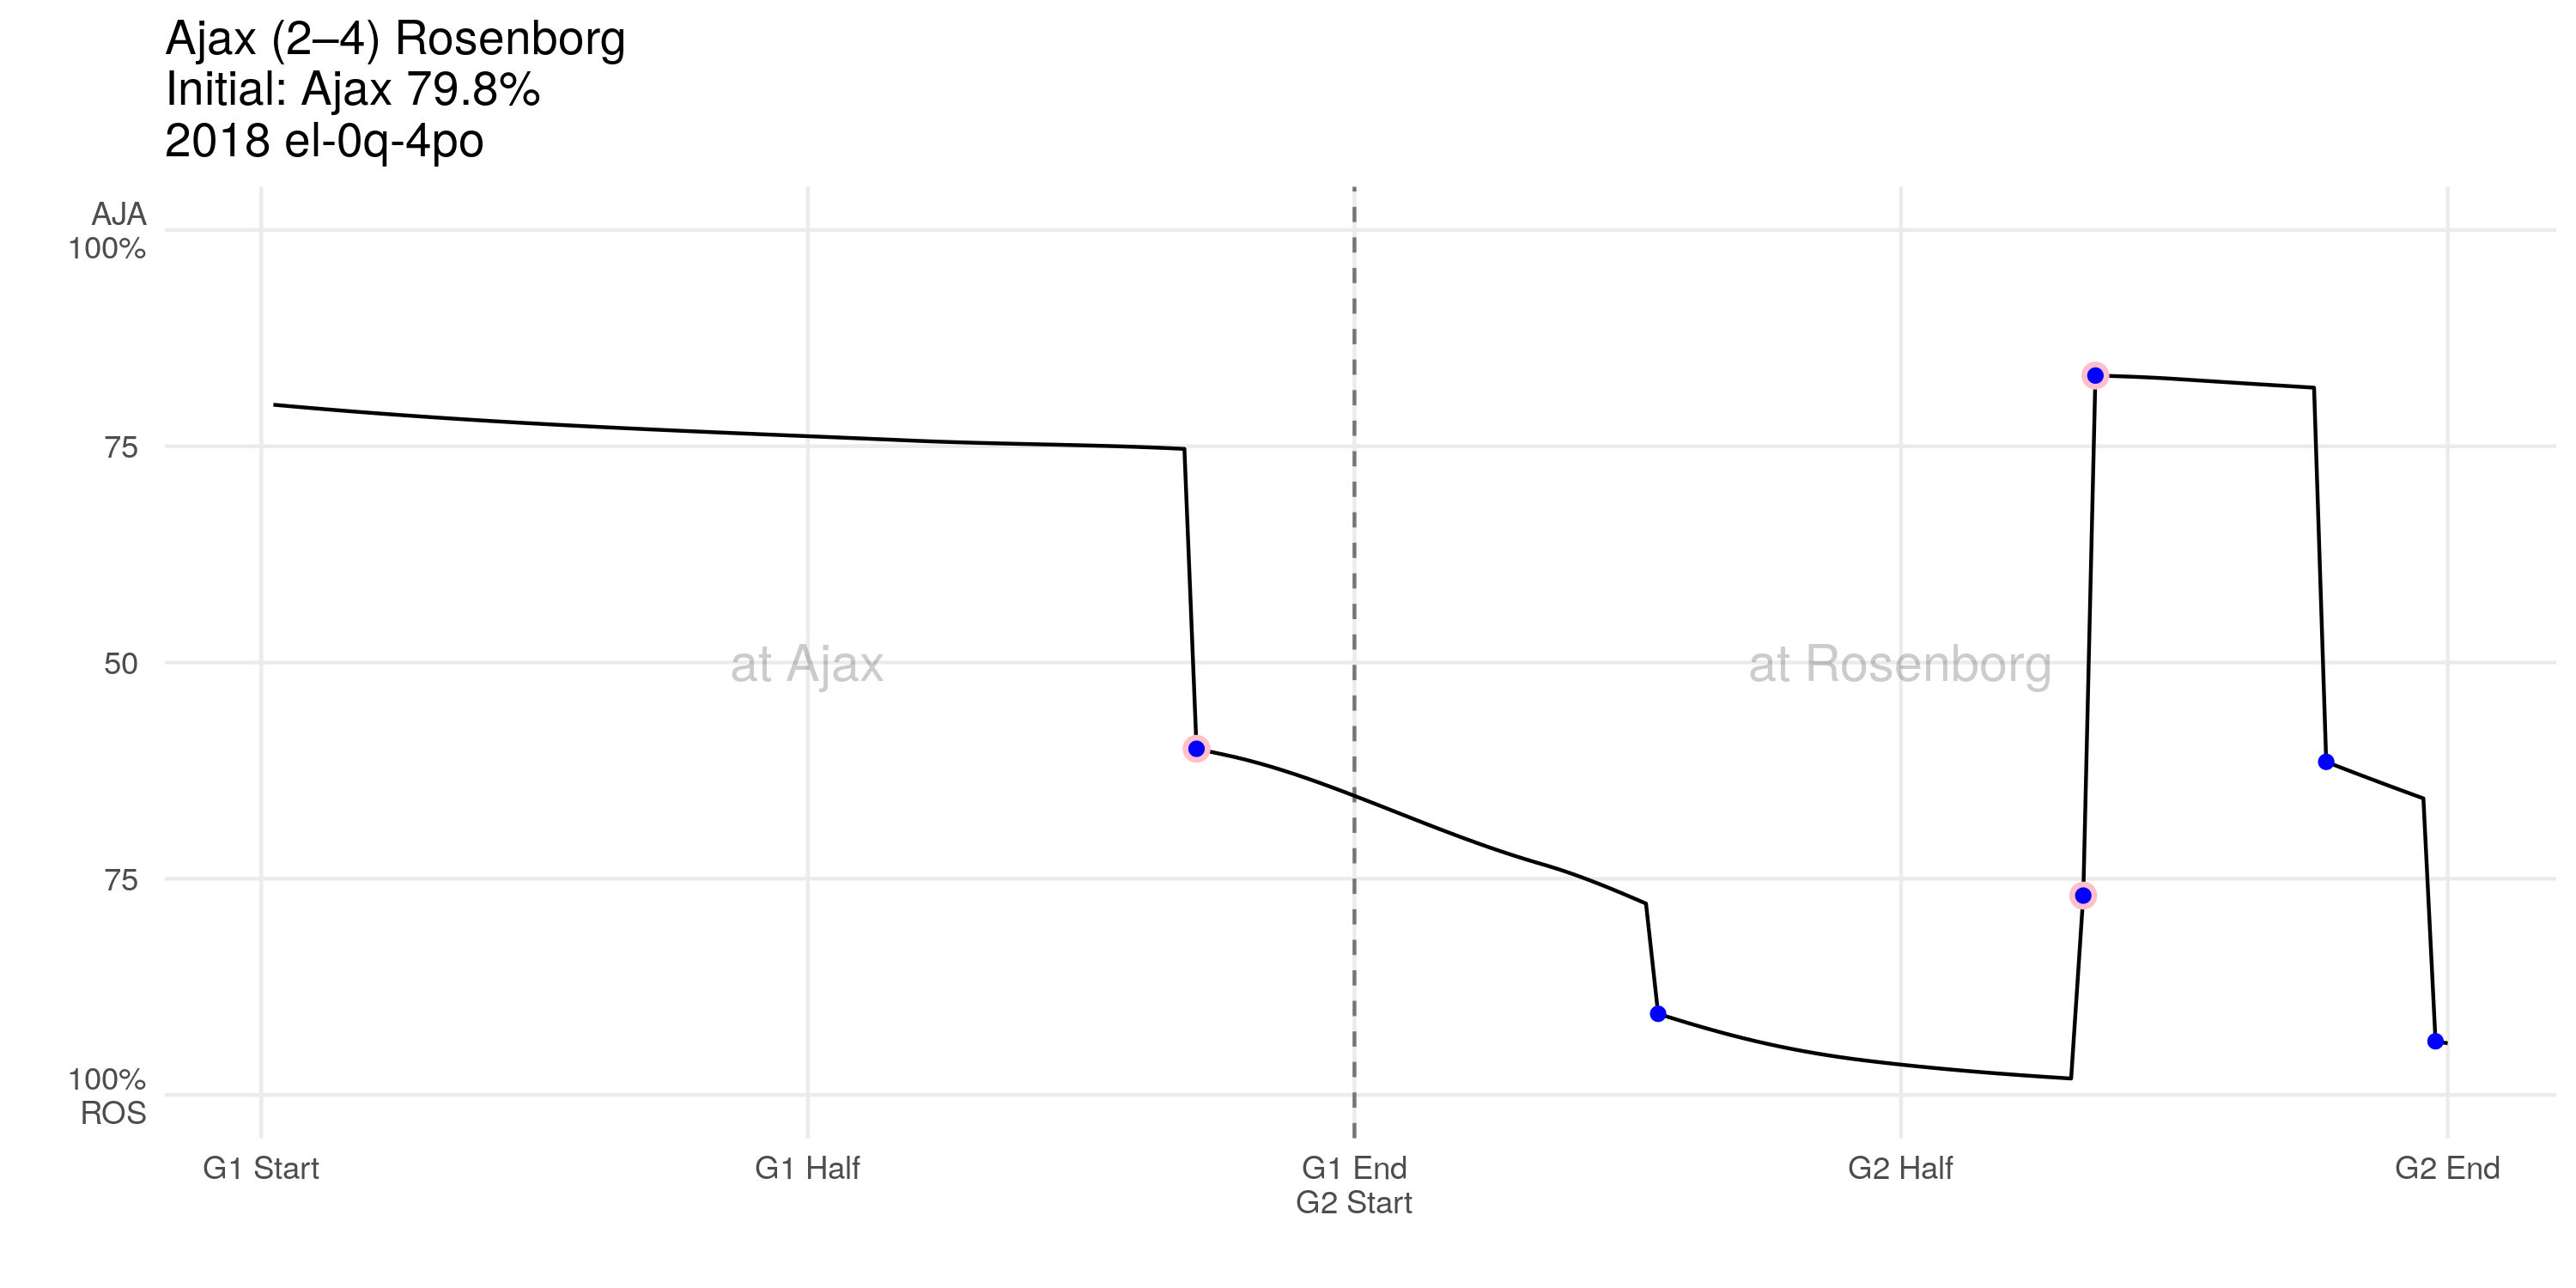 Ajax (2–4) Rosenborg
Initial: Ajax 79.8%
2018 el-0q-4po
AJA
100%
75
50
75
100%
ROS
at Ajax
at Rosenborg
G1 Start
G1 Half
G1 End
G2 Start
G2 Half
G2 End